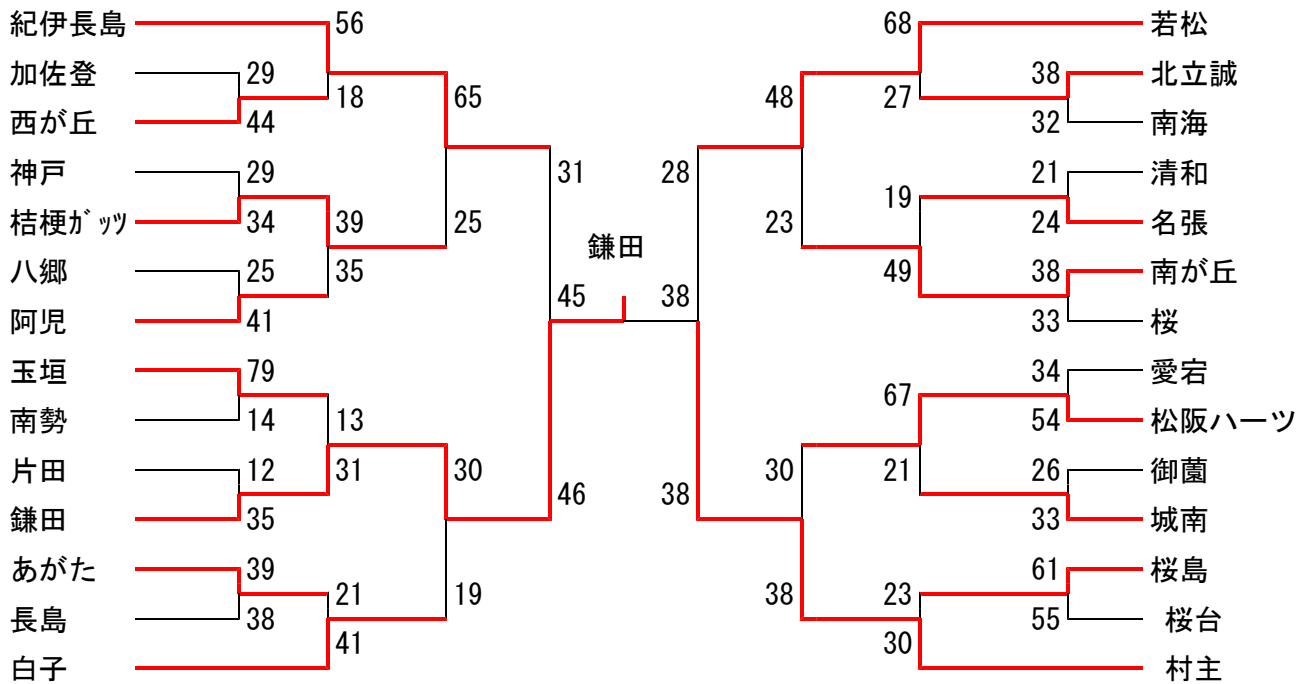 紀伊長島 56 68 若松
加佐登 29 38 北立誠
18 65 48 27
西が丘 44 32 南海
神戸 29 31 28 21 清和
19
桔梗ｶﾞｯﾂ 34 39 25 23 24 名張
鎌田
八郷 25 35 49 38 南が丘
45 38
阿児 41 33 桜
玉垣 79 34 愛宕
67
南勢 14 13 54 松阪ハーツ
片田 12 31 30 30 21 26 御薗
46 38
鎌田 35 33 城南
あがた 39 61 桜島
21 19 38 23
長島 38 55 桜台
41 30
白子 村主